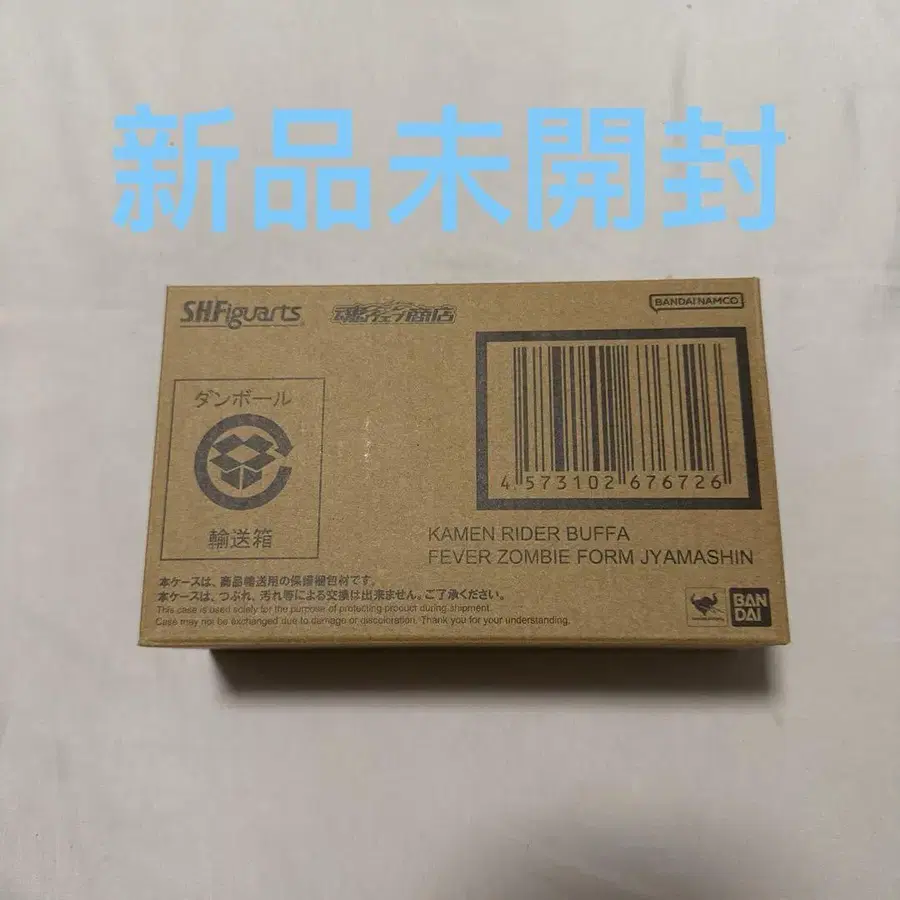 新品未開封
S.H.Figuarts
魂ウェブ商店
BANDAI NAMCO
ダンボール
輸送箱
4 573102 676726
KAMEN RIDER BUFFA
FEVER ZOMBIE FORM JYAMASHIN
本ケースは、商品輸送用の保護梱包材です。
本ケースは、つぶれ、汚れ等による交換は出来ません。ご了承ください。
This case is used solely for the purpose of protecting product during shipment.
Case may not be exchanged due to damage or discoloration. Thank you for your understanding.
BAN
DAI